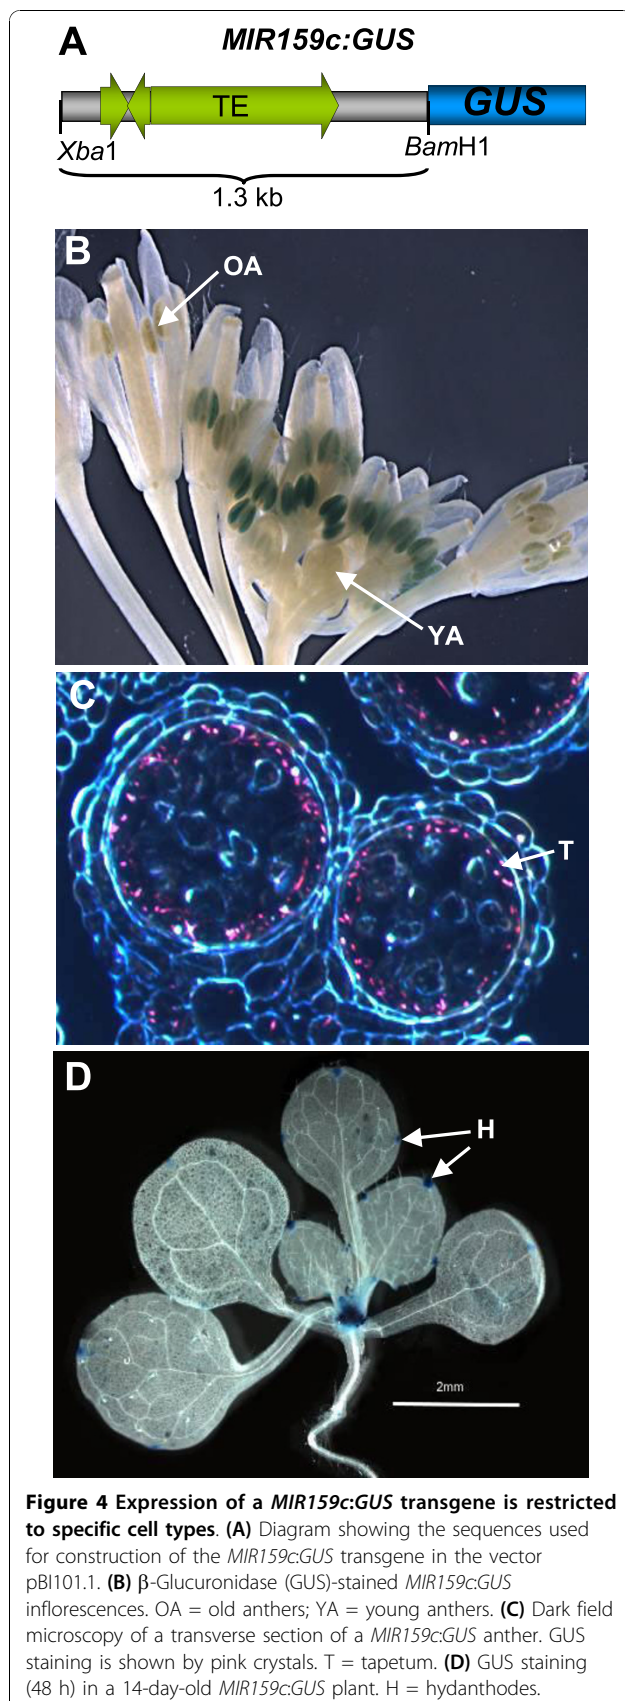 A
MIR159c:GUS
TE
GUS
Xba1
BamH1
1.3 kb
B
OA
YA
C
T
D
H
2mm
Figure 4 Expression of a MIR159c:GUS transgene is restricted
to specific cell types. (A) Diagram showing the sequences used
for construction of the MIR159c:GUS transgene in the vector
pBI101.1. (B) β-Glucuronidase (GUS)-stained MIR159c:GUS
inflorescences. OA = old anthers; YA = young anthers. (C) Dark field
microscopy of a transverse section of a MIR159c:GUS anther. GUS
staining is shown by pink crystals. T = tapetum. (D) GUS staining
(48 h) in a 14-day-old MIR159c:GUS plant. H = hydanthodes.